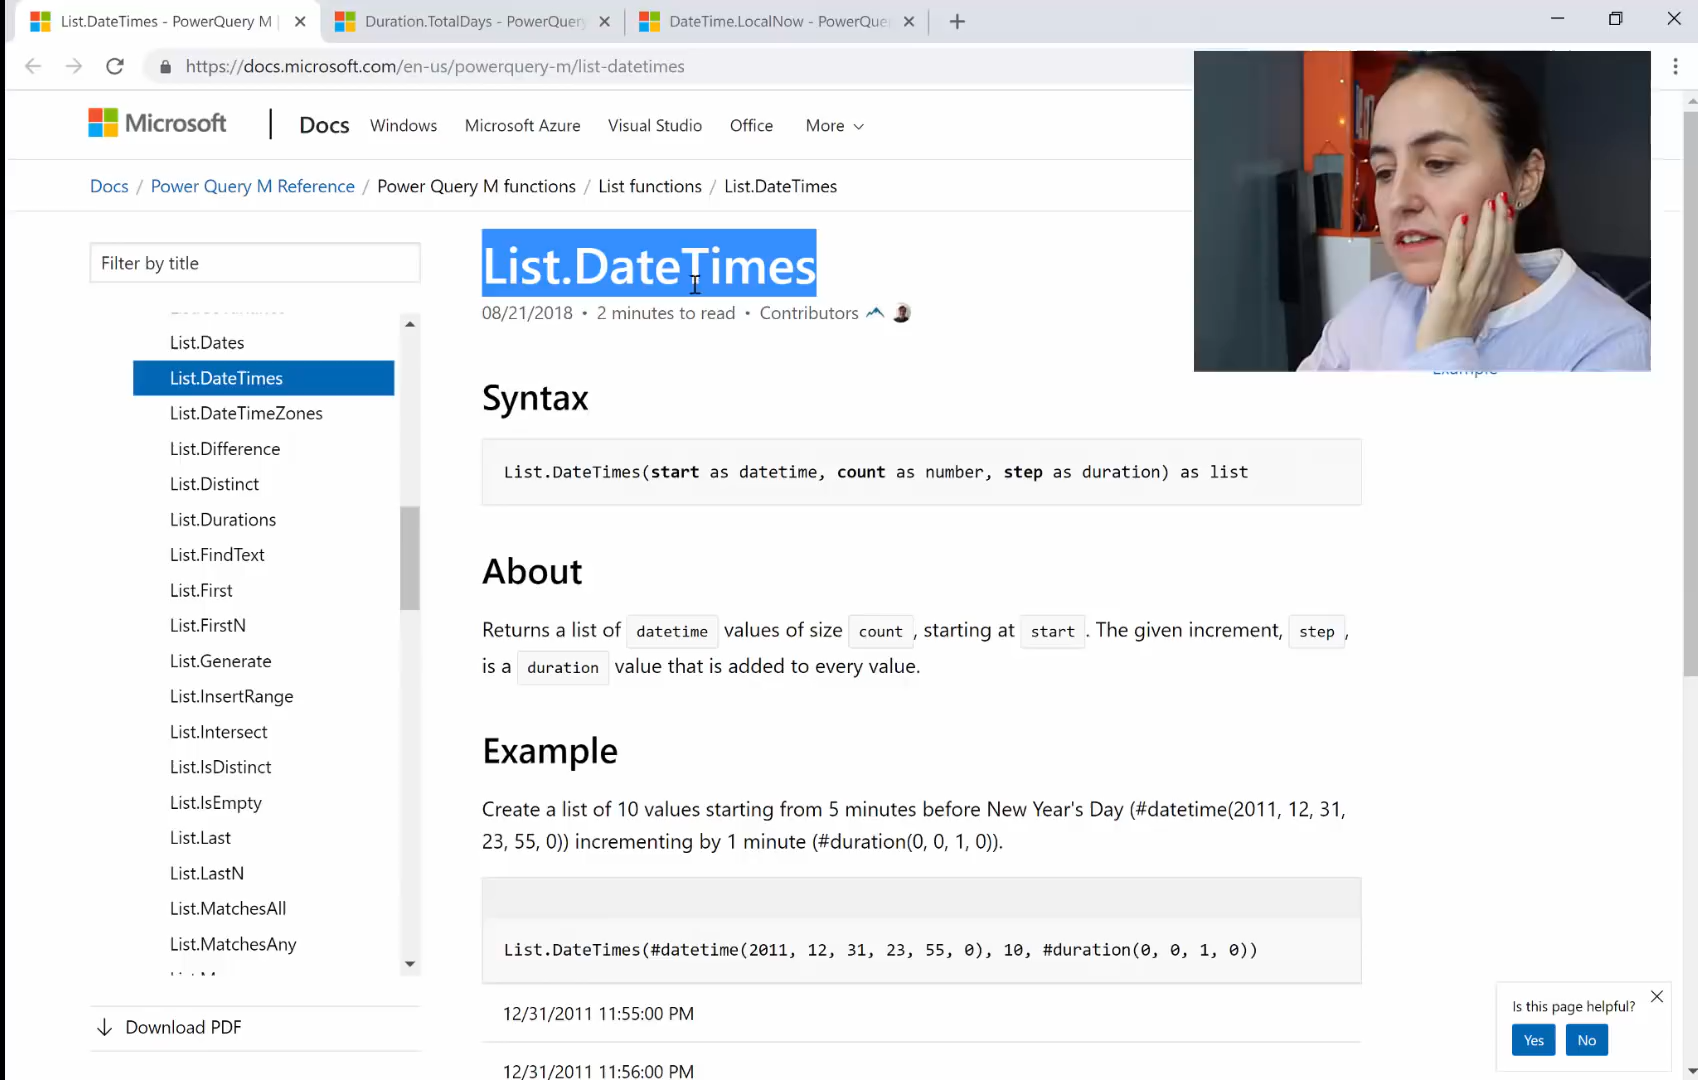 List.DateTimes - PowerQuery M
Duration.TotalDays - PowerQuery
DateTime.LocalNow - PowerQue
https://docs.microsoft.com/en-us/powerquery-m/list-datetimes
Microsoft
Docs Windows Microsoft Azure Visual Studio Office More
Docs / Power Query M Reference / Power Query M functions / List functions / List.DateTimes
Filter by title
List.Dates
List.DateTimes
List.DateTimeZones
List.Difference
List.Distinct
List.Durations
List.FindText
List.First
List.FirstN
List.Generate
List.InsertRange
List.Intersect
List.IsDistinct
List.IsEmpty
List.Last
List.LastN
List.MatchesAll
List.MatchesAny
Download PDF
List.DateTimes
08/21/2018 • 2 minutes to read • Contributors
Example
Syntax
List.DateTimes(start as datetime, count as number, step as duration) as list
About
Returns a list of datetime values of size count, starting at start. The given increment, step,
is a duration value that is added to every value.
Example
Create a list of 10 values starting from 5 minutes before New Year's Day (#datetime(2011, 12, 31,
23, 55, 0)) incrementing by 1 minute (#duration(0, 0, 1, 0)).
List.DateTimes(#datetime(2011, 12, 31, 23, 55, 0), 10, #duration(0, 0, 1, 0))
12/31/2011 11:55:00 PM
12/31/2011 11:56:00 PM
Is this page helpful?
Yes No